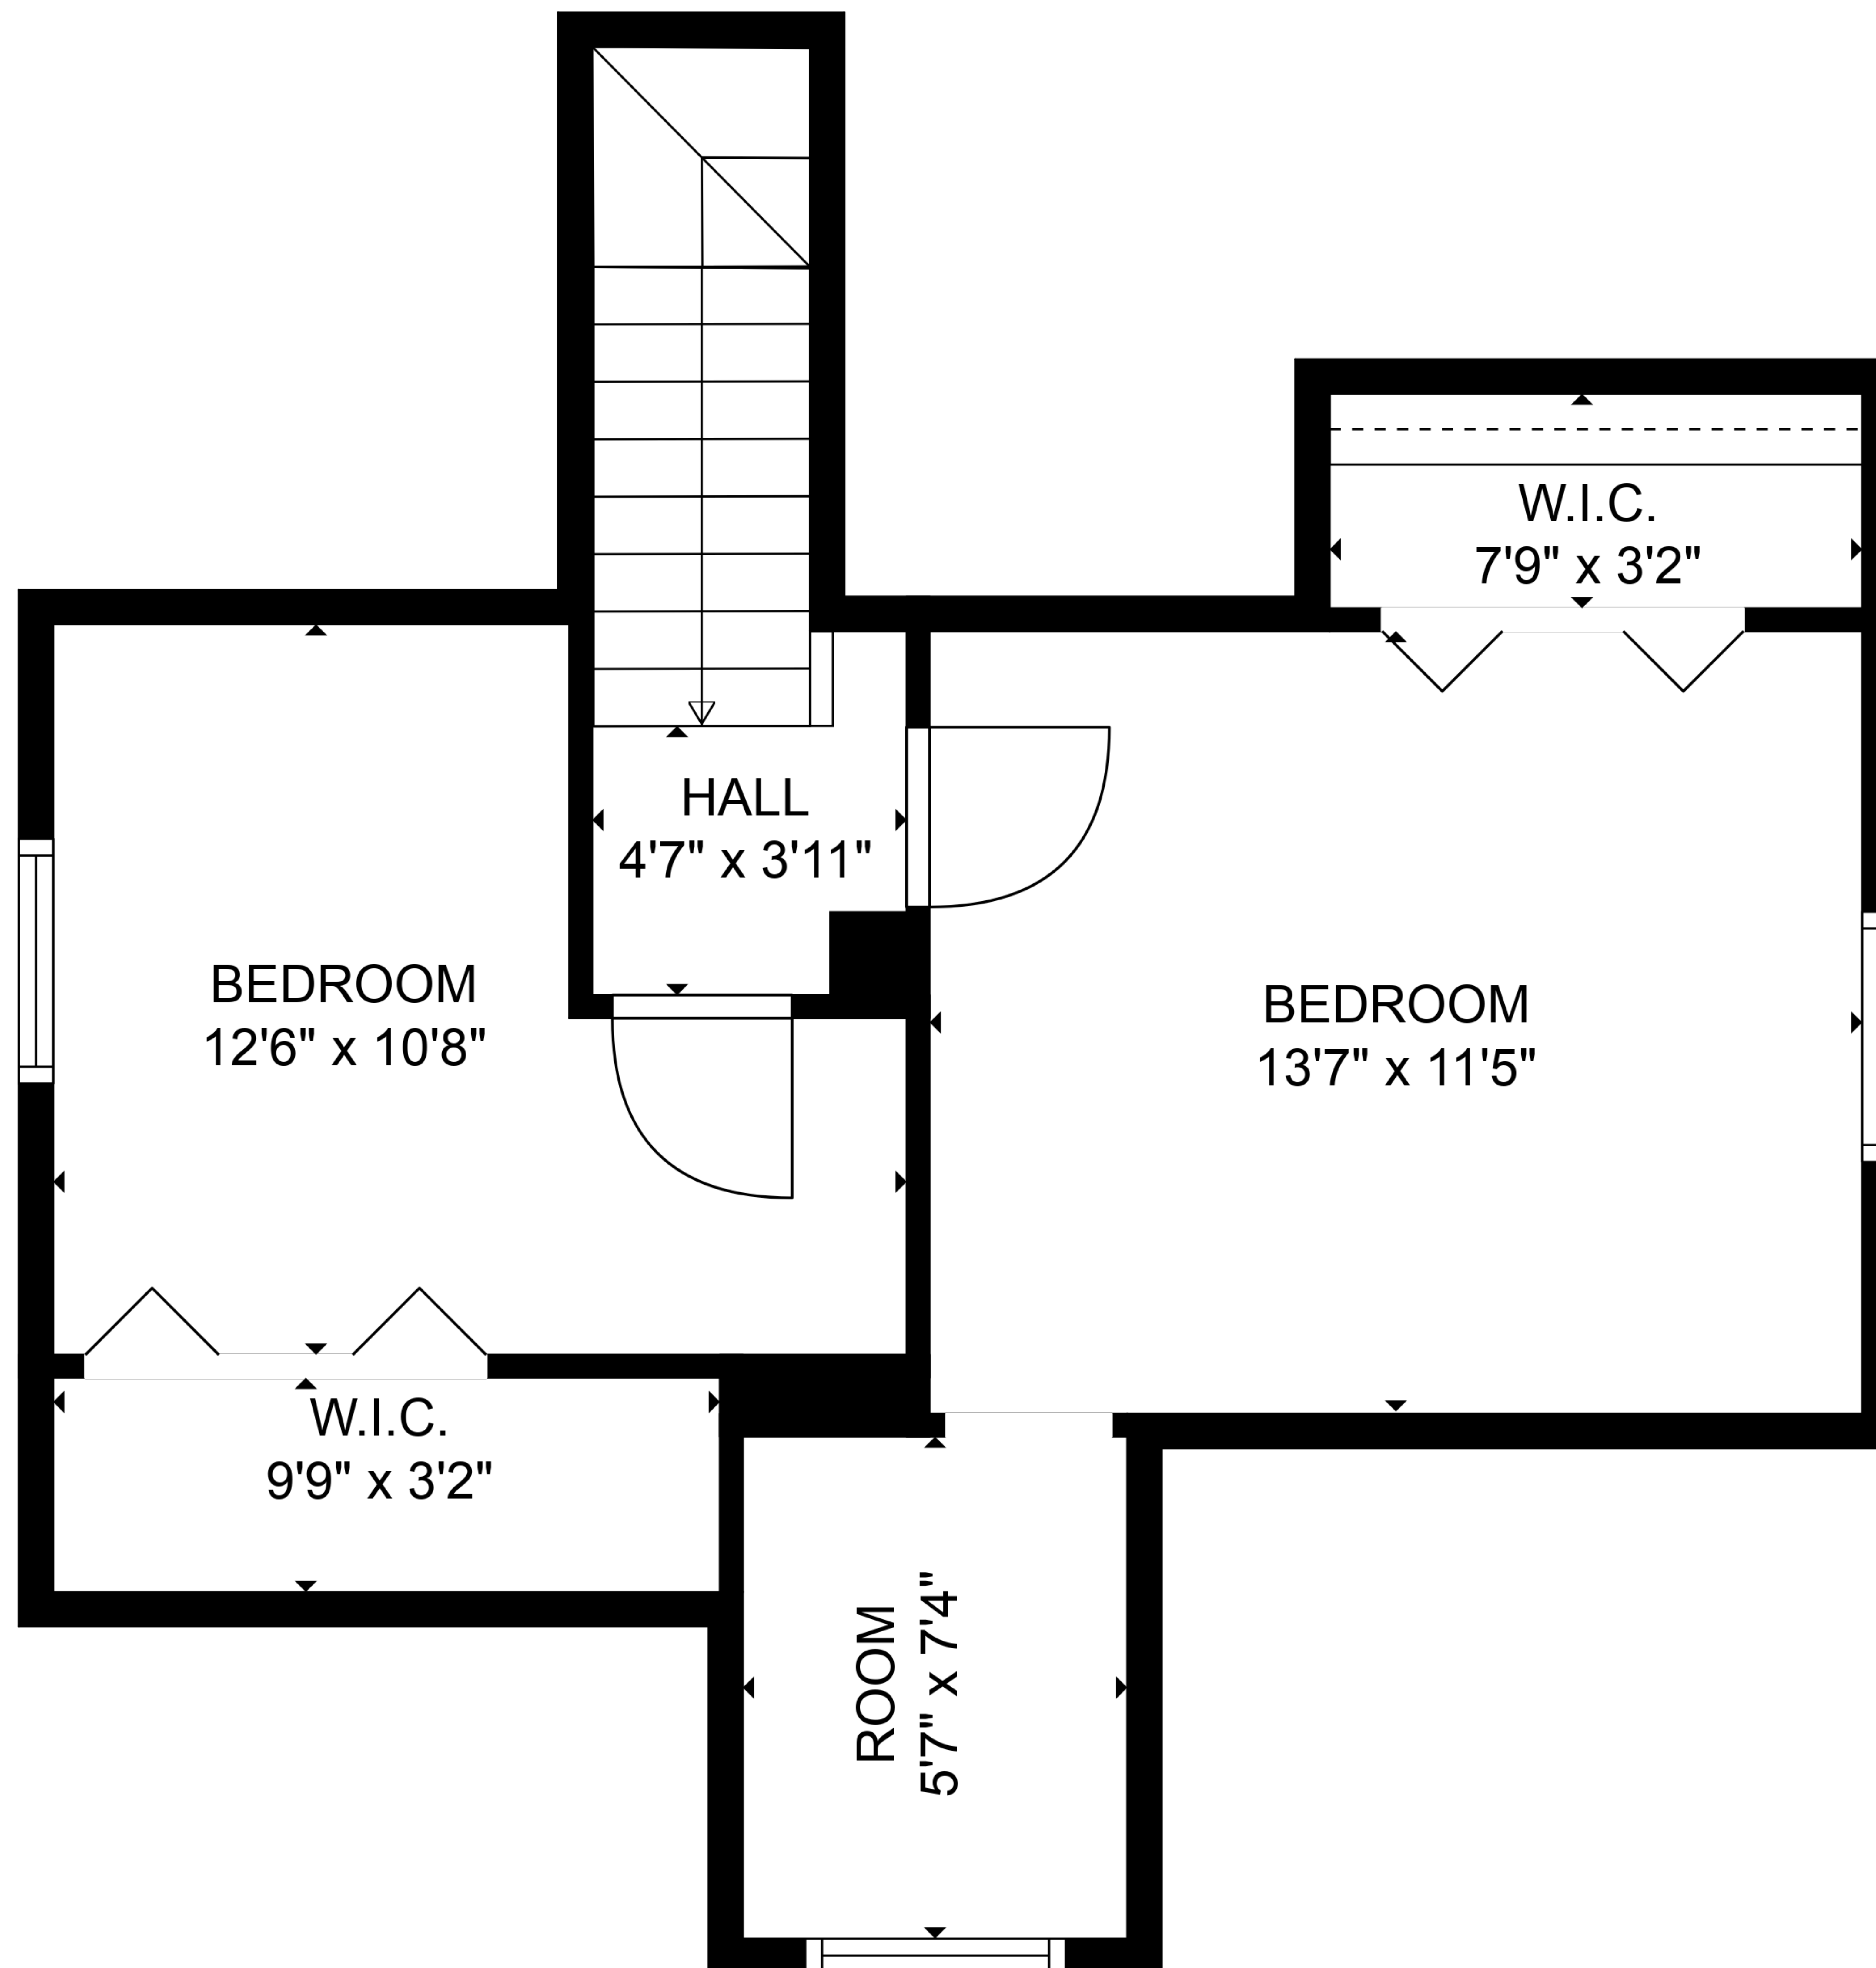 W.I.C.
7'9" x 3'2"
HALL
4'7" x 3'11"
BEDROOM
12'6" x 10'8"
BEDROOM
13'7" x 11'5"
W.I.C.
9'9" x 3'2"
ROOM
5'7" x 7'4"